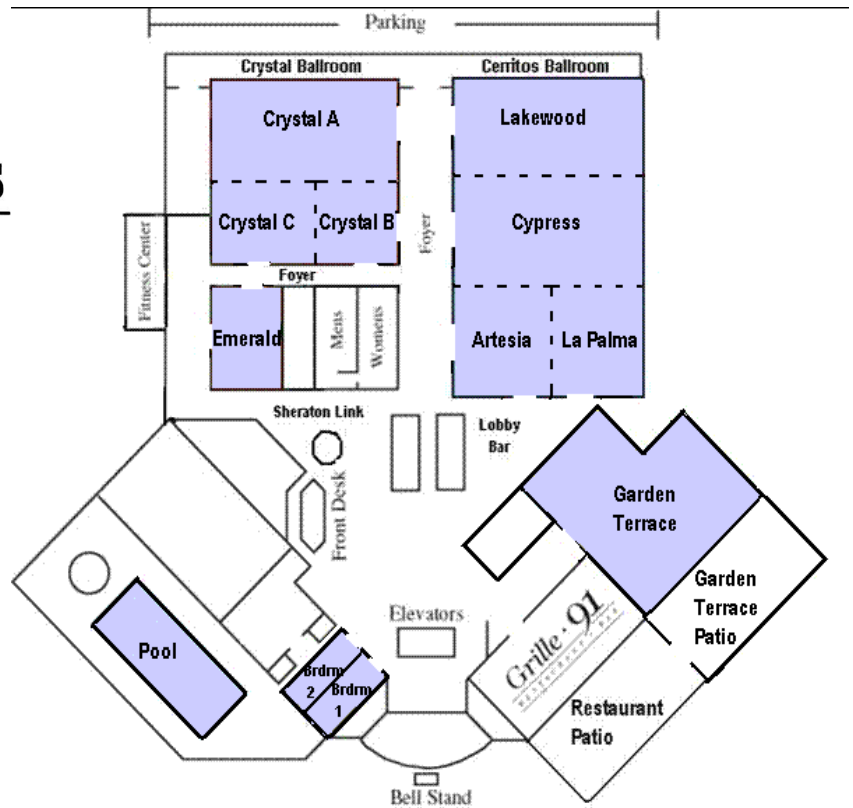 Parking
Crystal Ballroom
Cerritos Ballroom
Crystal A
Lakewood
Crystal C
Crystal B
Cypress
Foyer
Fitness Center
Foyer
Emerald
Mens
Womens
Artesia
La Palma
Sheraton Link
Lobby
Bar
Front Desk
Garden
Terrace
Garden
Terrace
Patio
Elevators
Grille·91
RESTAURANT & BAR
Pool
Brdrm
2
Brdrm
1
Restaurant
Patio
Bell Stand